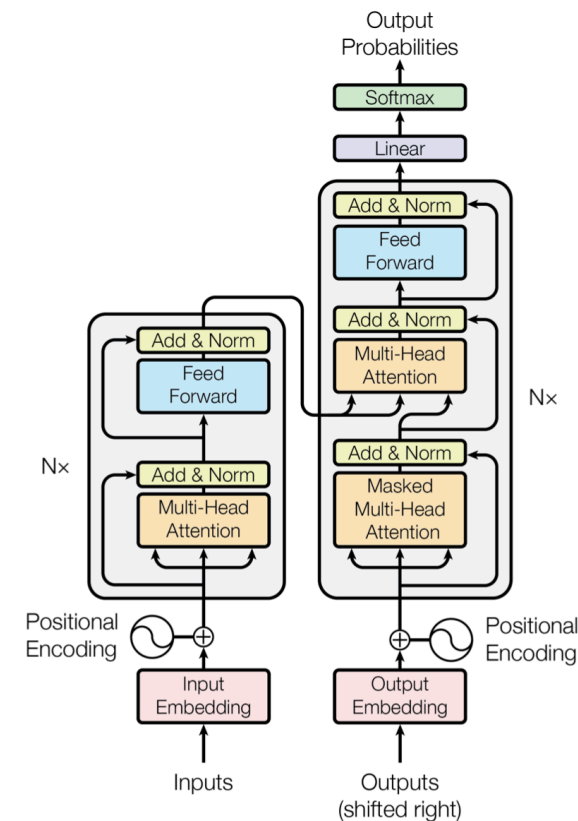 Output
Probabilities
Softmax
Linear
Add & Norm
Feed
Forward
Add & Norm
Multi-Head
Attention
Add & Norm
Masked
Multi-Head
Attention
Nx
Add & Norm
Feed
Forward
Add & Norm
Multi-Head
Attention
Nx
Positional
Encoding
Positional
Encoding
Input
Embedding
Output
Embedding
Inputs
Outputs
(shifted right)